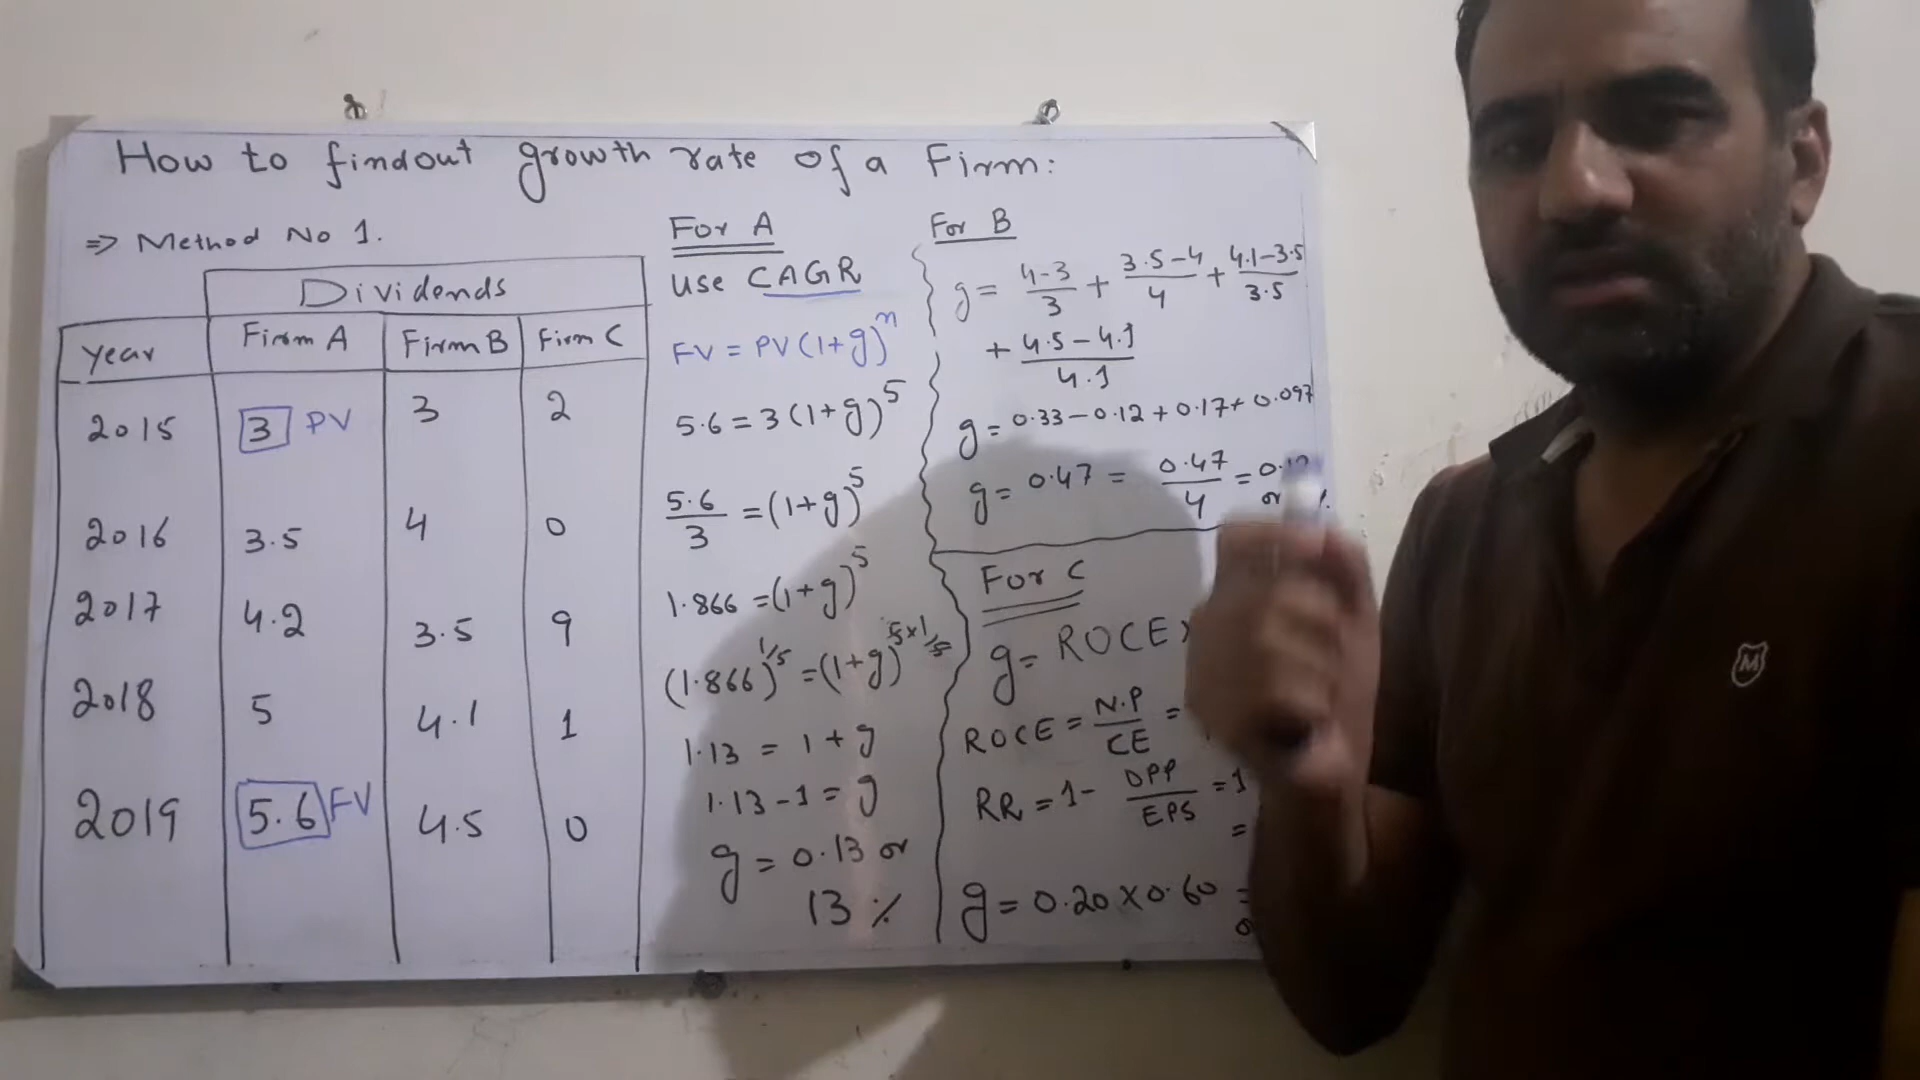 How to findout growth rate of a Firm:
=> Method No 1.
Dividends
Year Firm A Firm B Firm C
2015 3 PV 3 2
2016 3.5 4 0
2017 4.2 3.5 9
2018 5 4.1 1
2019 5.6 FV 4.5 0
For A
Use CAGR
FV = PV(1+g)^n
5.6 = 3(1+g)^5
5.6/3 = (1+g)^5
1.866 = (1+g)^5
(1.866)^1/5 = (1+g)^5×1/5
1.13 = 1+g
1.13-1 = g
g = 0.13 or
13 %
For B
g = 4-3/3 + 3.5-4/4 + 4.1-3.5/3.5
+ 4.5-4.1/4.1
g = 0.33-0.12+0.17+0.097
g = 0.47 = 0.47/4 =
or %.
For C
g = ROCE ×
ROCE = N.P/CE =
RR = 1- DPP/EPS = 1
=
g = 0.20×0.60 =
M